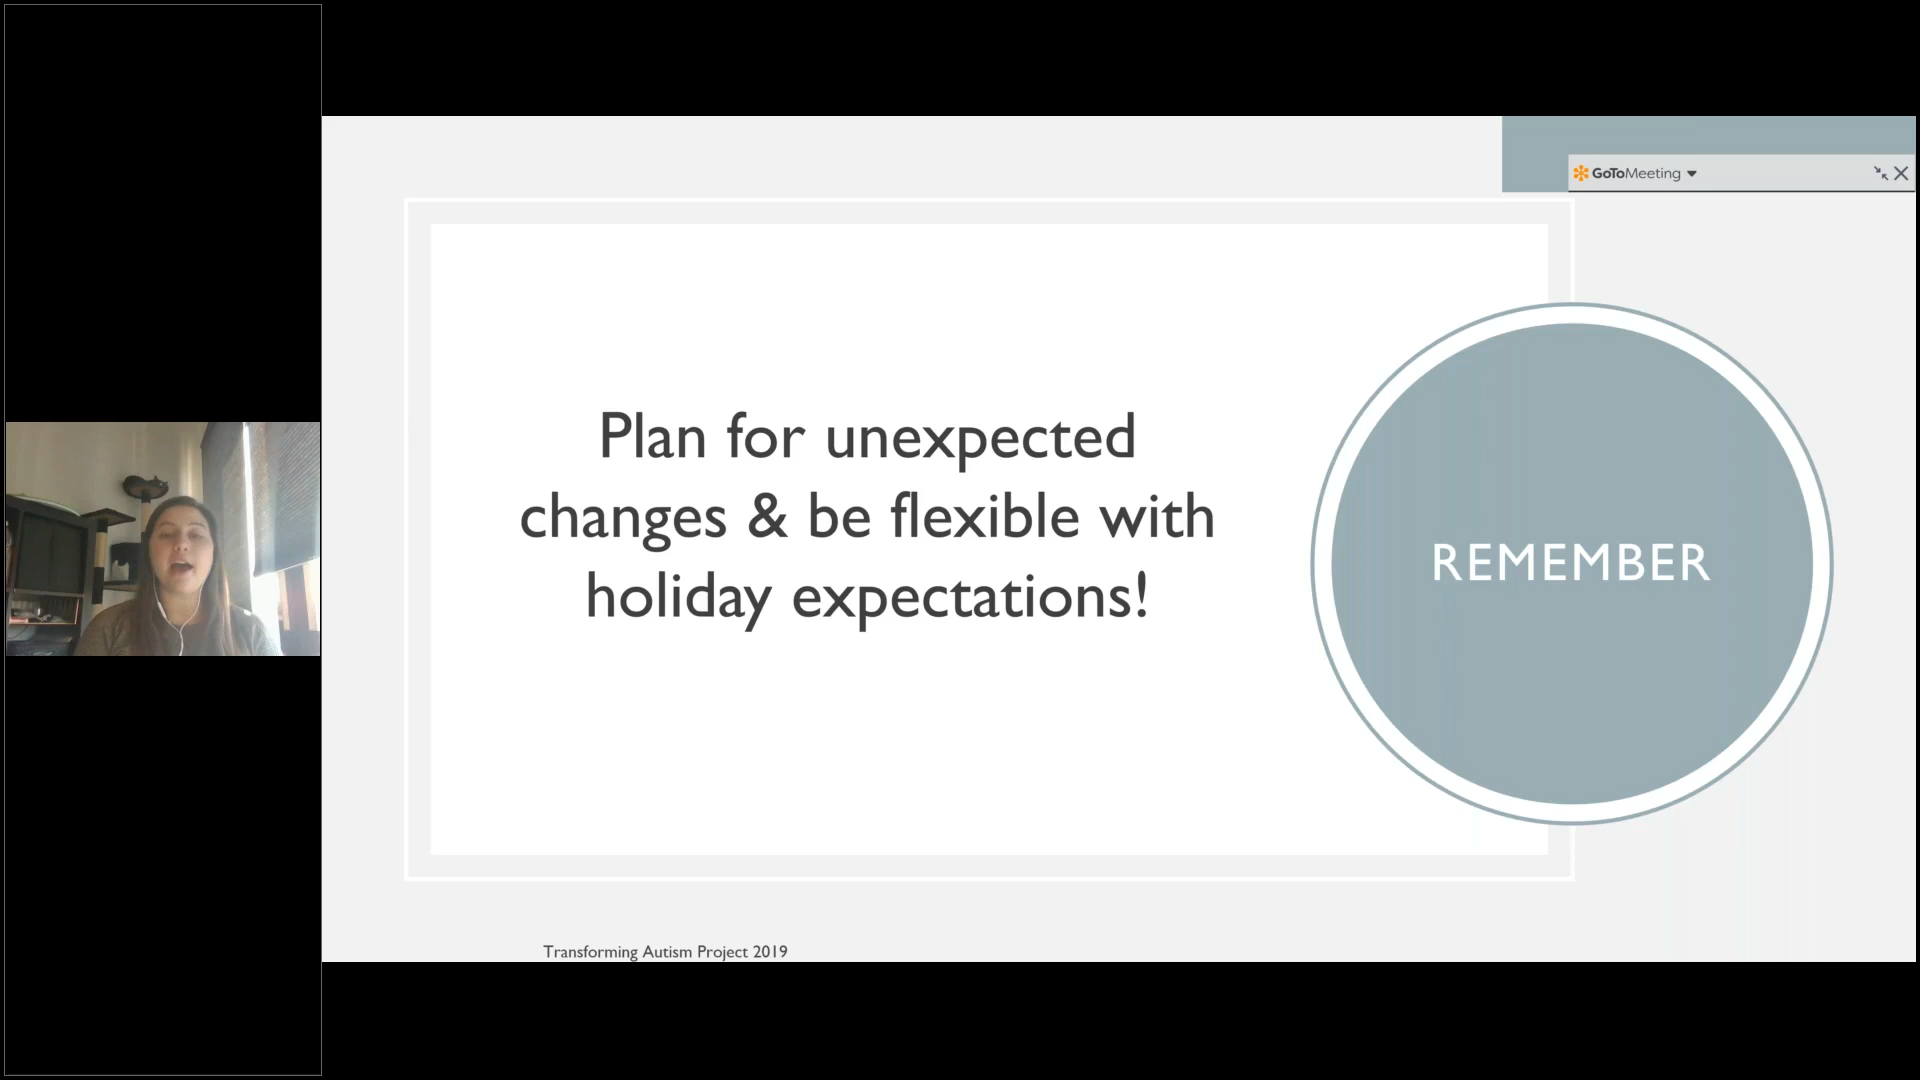 GoToMeeting
Plan for unexpected
changes & be flexible with
holiday expectations!
REMEMBER
Transforming Autism Project 2019